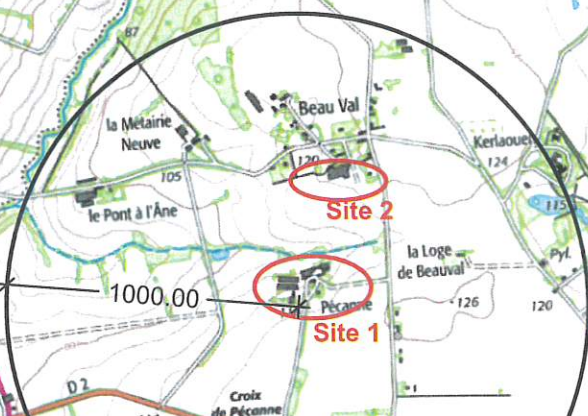 87
Beau Val
la Métairie
Neuve
Kerlaouet
124
120
105
Site 2
le Pont à l'Âne
115
la Loge
de Beauval
Pyl.
1000.00
Pécanne
126
120
Site 1
D 2
Croix
de Pécanne